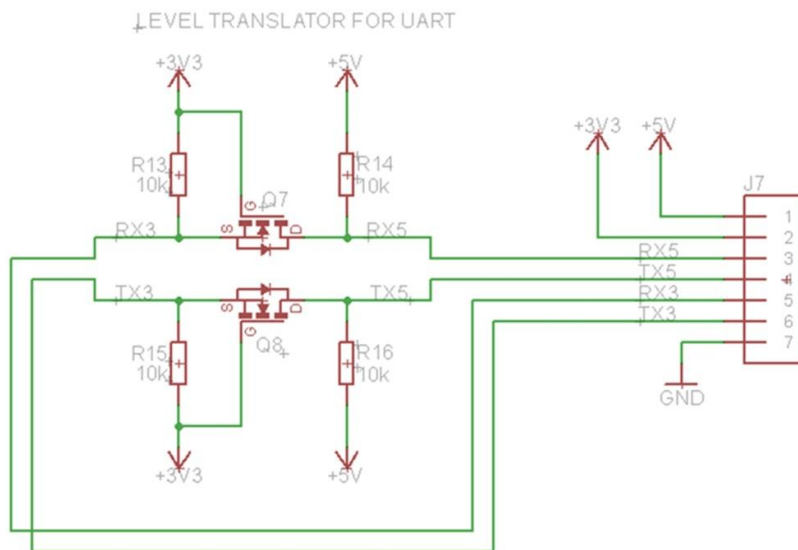 LEVEL TRANSLATOR FOR UART
+3V3
+5V
+3V3
+5V
R13
10k
G
Q7
R14
10k
J7
RX3
S
D
RX5
1
2
RX5
3
TX5
4
RX3
5
TX3
6
7
TX3
S
D
TX5
G
Q8
R15
10k
R16
10k
GND
+3V3
+5V